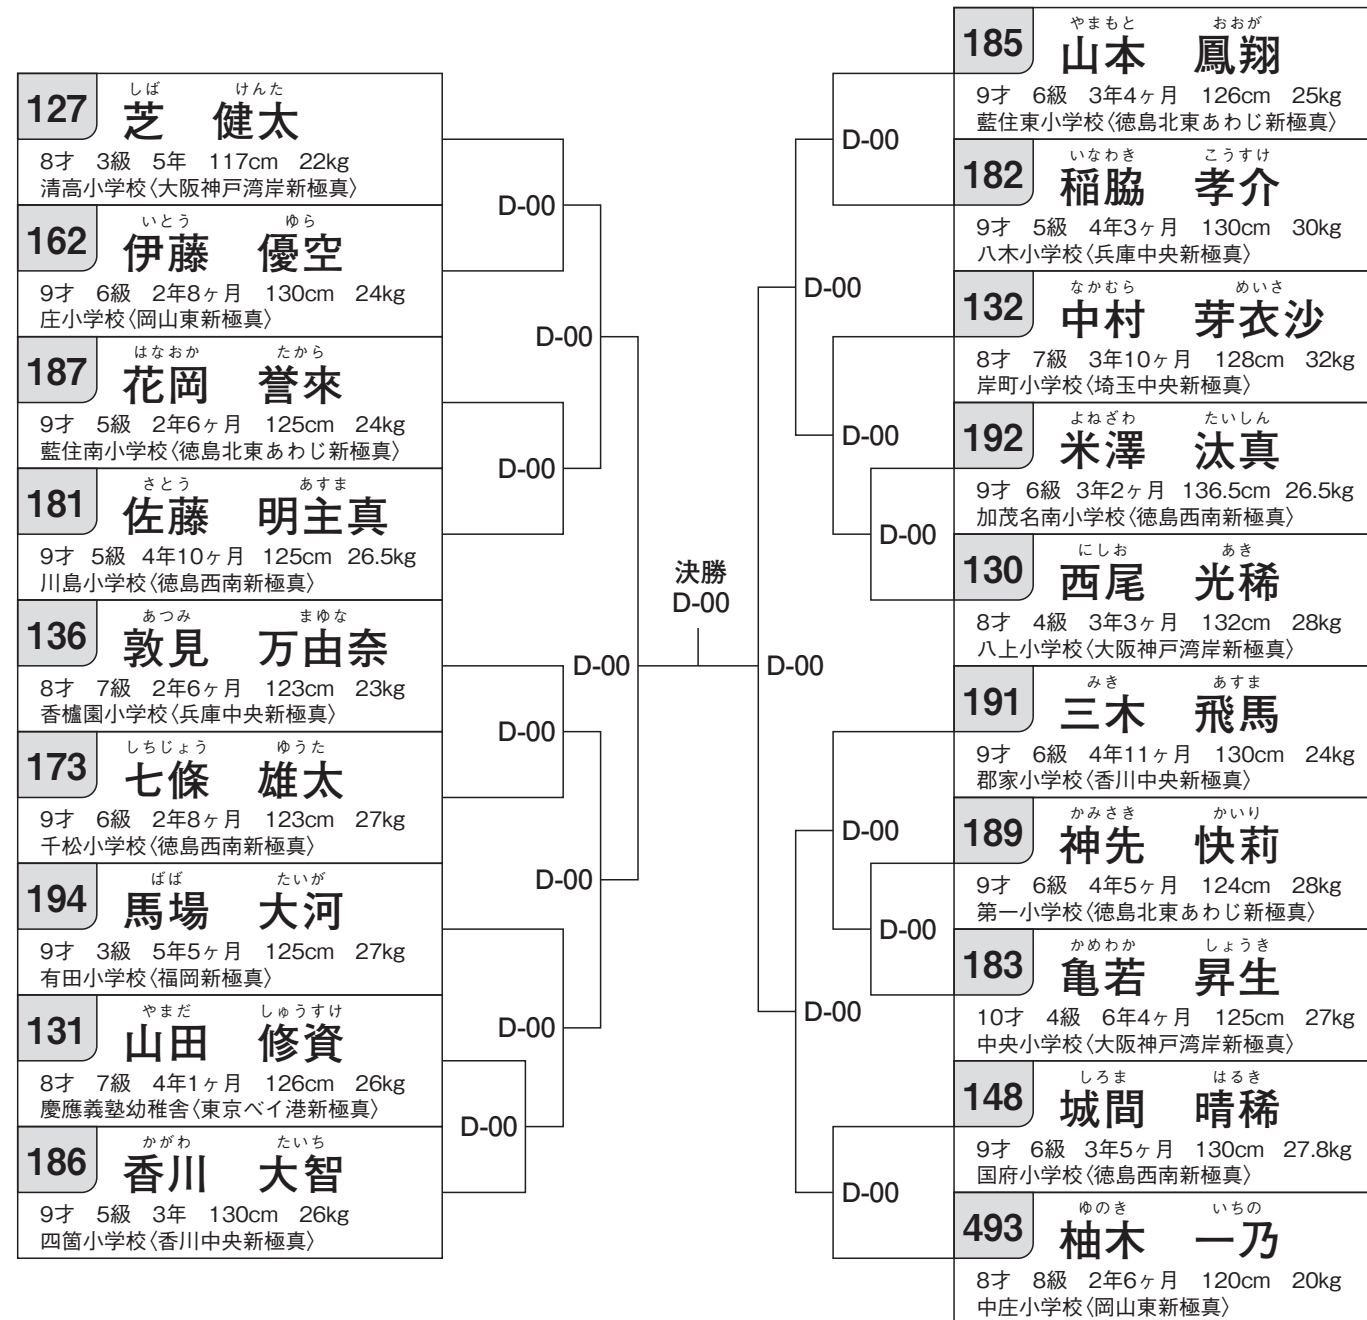 127
しば けんた
芝 健太
8才 3級 5年 117cm 22kg
清高小学校〈大阪神戸湾岸新極真〉
162
いとう ゆら
伊藤 優空
9才 6級 2年8ヶ月 130cm 24kg
庄小学校〈岡山東新極真〉
187
はなおか たから
花岡 誉来
9才 5級 2年6ヶ月 125cm 24kg
藍住南小学校〈徳島北東あわじ新極真〉
181
さとう あすま
佐藤 明主真
9才 5級 4年10ヶ月 125cm 26.5kg
川島小学校〈徳島西南新極真〉
136
あつみ まゆな
敦見 万由奈
8才 7級 2年6ヶ月 123cm 23kg
香櫨園小学校〈兵庫中央新極真〉
173
しちじょう ゆうた
七條 雄太
9才 6級 2年8ヶ月 123cm 27kg
千松小学校〈徳島西南新極真〉
194
ばば たいが
馬場 大河
9才 3級 5年5ヶ月 125cm 27kg
有田小学校〈福岡新極真〉
131
やまだ しゅうすけ
山田 修資
8才 7級 4年1ヶ月 126cm 26kg
慶應義塾幼稚舎〈東京ベイ港新極真〉
186
かがわ たいち
香川 大智
9才 5級 3年 130cm 26kg
四箇小学校〈香川中央新極真〉
D-00
D-00
D-00
D-00
D-00
D-00
D-00
D-00
決勝
D-00
D-00
D-00
D-00
D-00
D-00
D-00
D-00
D-00
D-00
185
やまもと おおが
山本 鳳翔
9才 6級 3年4ヶ月 126cm 25kg
藍住東小学校〈徳島北東あわじ新極真〉
182
いなわき こうすけ
稲脇 孝介
9才 5級 4年3ヶ月 130cm 30kg
八木小学校〈兵庫中央新極真〉
132
なかむら めいさ
中村 芽衣沙
8才 7級 3年10ヶ月 128cm 32kg
岸町小学校〈埼玉中央新極真〉
192
よねざわ たいしん
米澤 汰真
9才 6級 3年2ヶ月 136.5cm 26.5kg
加茂名南小学校〈徳島西南新極真〉
130
にしお あき
西尾 光稀
8才 4級 3年3ヶ月 132cm 28kg
八上小学校〈大阪神戸湾岸新極真〉
191
みき あすま
三木 飛馬
9才 6級 4年11ヶ月 130cm 24kg
郡家小学校〈香川中央新極真〉
189
かみさき かいり
神先 快莉
9才 6級 4年5ヶ月 124cm 28kg
第一小学校〈徳島北東あわじ新極真〉
183
かめわか しょうき
亀若 昇生
10才 4級 6年4ヶ月 125cm 27kg
中央小学校〈大阪神戸湾岸新極真〉
148
しろま はるき
城間 晴稀
9才 6級 3年5ヶ月 130cm 27.8kg
国府小学校〈徳島西南新極真〉
493
ゆのき いちの
柚木 一乃
8才 8級 2年6ヶ月 120cm 20kg
中庄小学校〈岡山東新極真〉